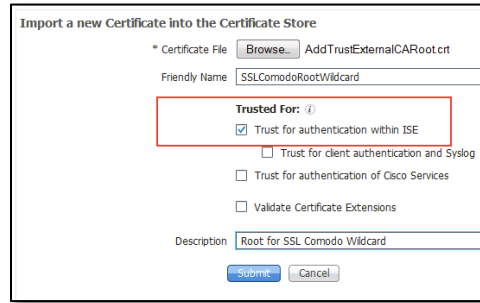 Import a new Certificate into the Certificate Store
* Certificate File Browse... AddTrustExternalCARoot.crt
Friendly Name SSLComodoRootWildcard
Trusted For: i
Trust for authentication within ISE
Trust for client authentication and Syslog
Trust for authentication of Cisco Services
Validate Certificate Extensions
Description Root for SSL Comodo Wildcard
Submit Cancel